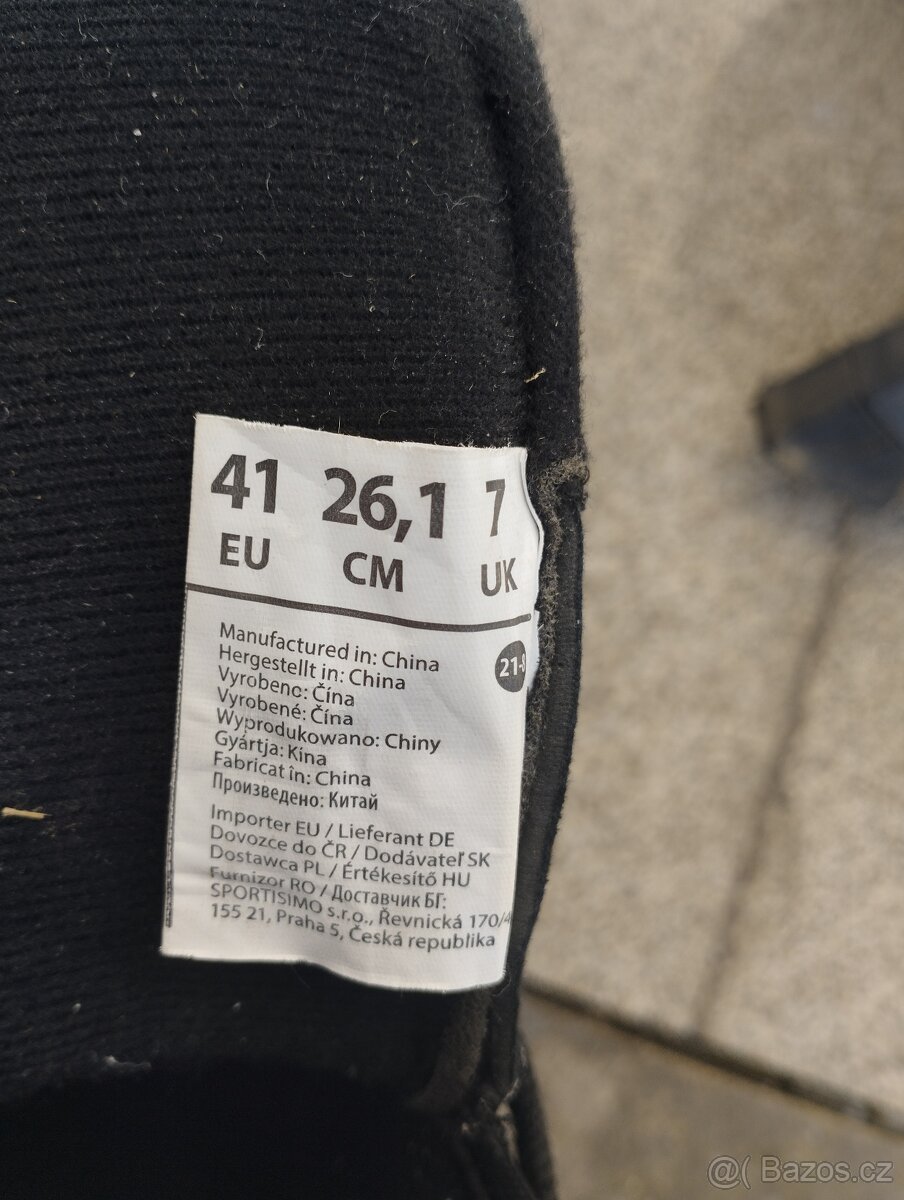 41 26,1 7
EU CM UK
Manufactured in: China
Hergestellt in: China
Vyrobeno: Čína
Vyrobené: Čína
Wyprodukowano: Chiny
Gyártja: Kína
Fabricat în: China
Произведено: Китай
21-
Importer EU / Lieferant DE
Dovozce do ČR / Dodávateľ SK
Dostawca PL / Értékesítő HU
Furnizor RO / Доставчик БГ:
SPORTISIMO s.r.o., Řevnická 170/4
155 21, Praha 5, Česká republika
@( Bazos.cz